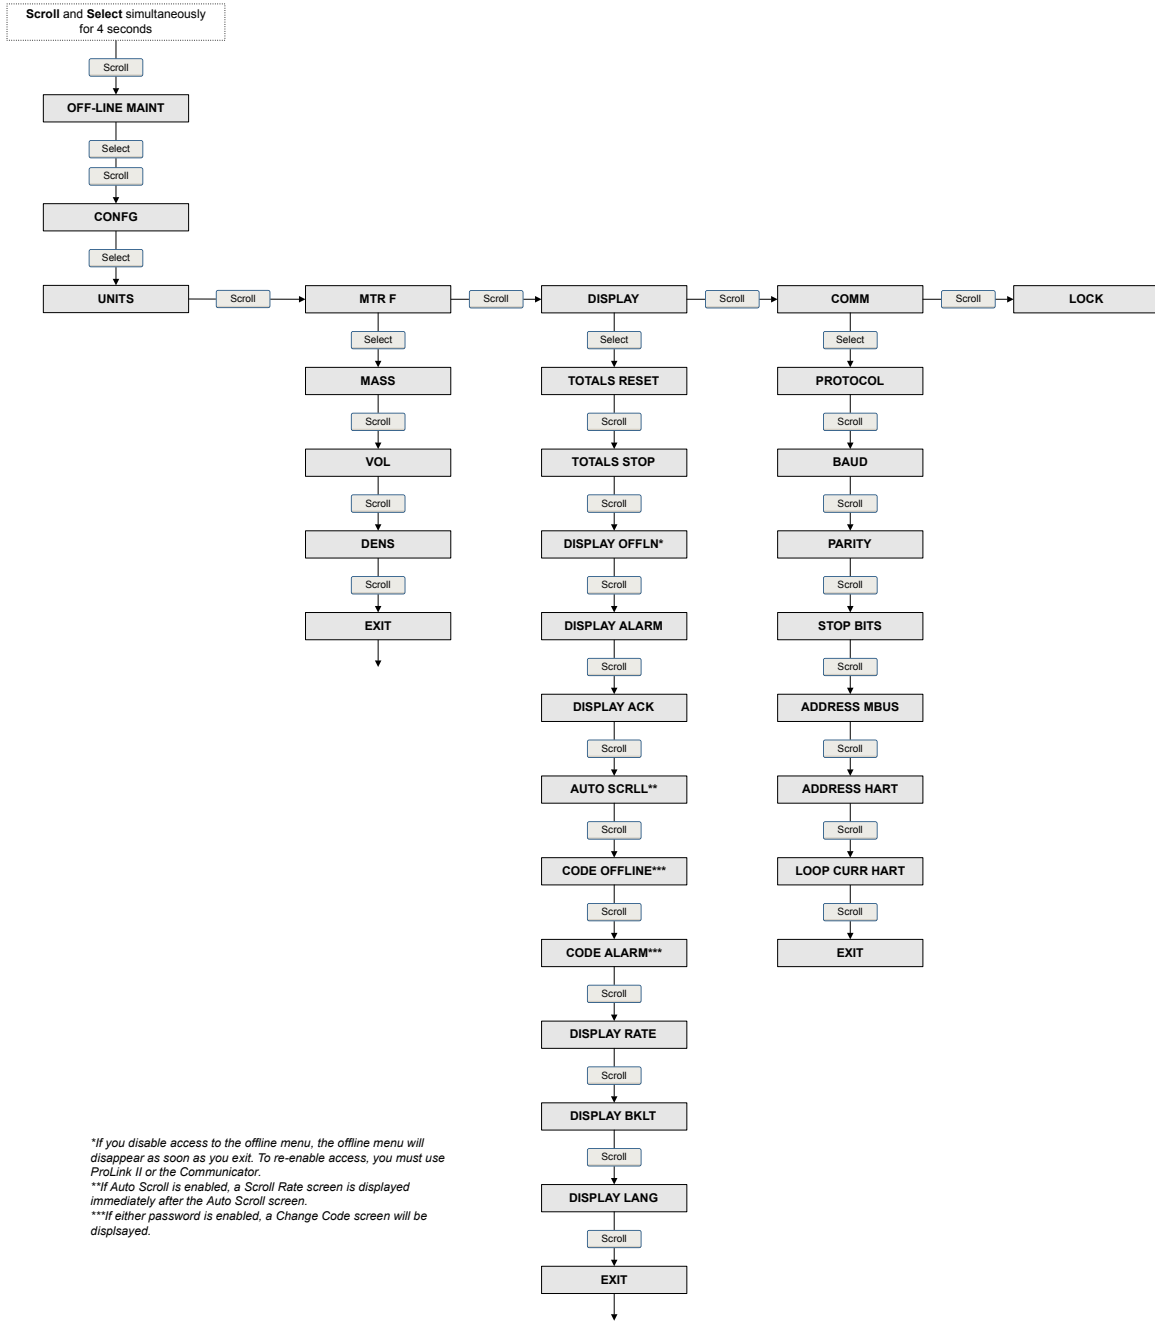 Scroll and Select simultaneously
for 4 seconds
Scroll
OFF-LINE MAINT
Select
Scroll
CONFG
Select
UNITS
Scroll
MTR F
Scroll
DISPLAY
Scroll
COMM
Scroll
LOCK
Select
MASS
Scroll
VOL
Scroll
DENS
Scroll
EXIT
Select
TOTALS RESET
Scroll
TOTALS STOP
Scroll
DISPLAY OFFLN*
Scroll
DISPLAY ALARM
Scroll
DISPLAY ACK
Scroll
AUTO SCRLL**
Scroll
CODE OFFLINE***
Scroll
CODE ALARM***
Scroll
DISPLAY RATE
Scroll
DISPLAY BKLT
Scroll
DISPLAY LANG
Scroll
EXIT
Select
PROTOCOL
Scroll
BAUD
Scroll
PARITY
Scroll
STOP BITS
Scroll
ADDRESS MBUS
Scroll
ADDRESS HART
Scroll
LOOP CURR HART
Scroll
EXIT
*If you disable access to the offline menu, the offline menu will
disappear as soon as you exit. To re-enable access, you must use
ProLink II or the Communicator.
**If Auto Scroll is enabled, a Scroll Rate screen is displayed
immediately after the Auto Scroll screen.
***If either password is enabled, a Change Code screen will be
displsayed.